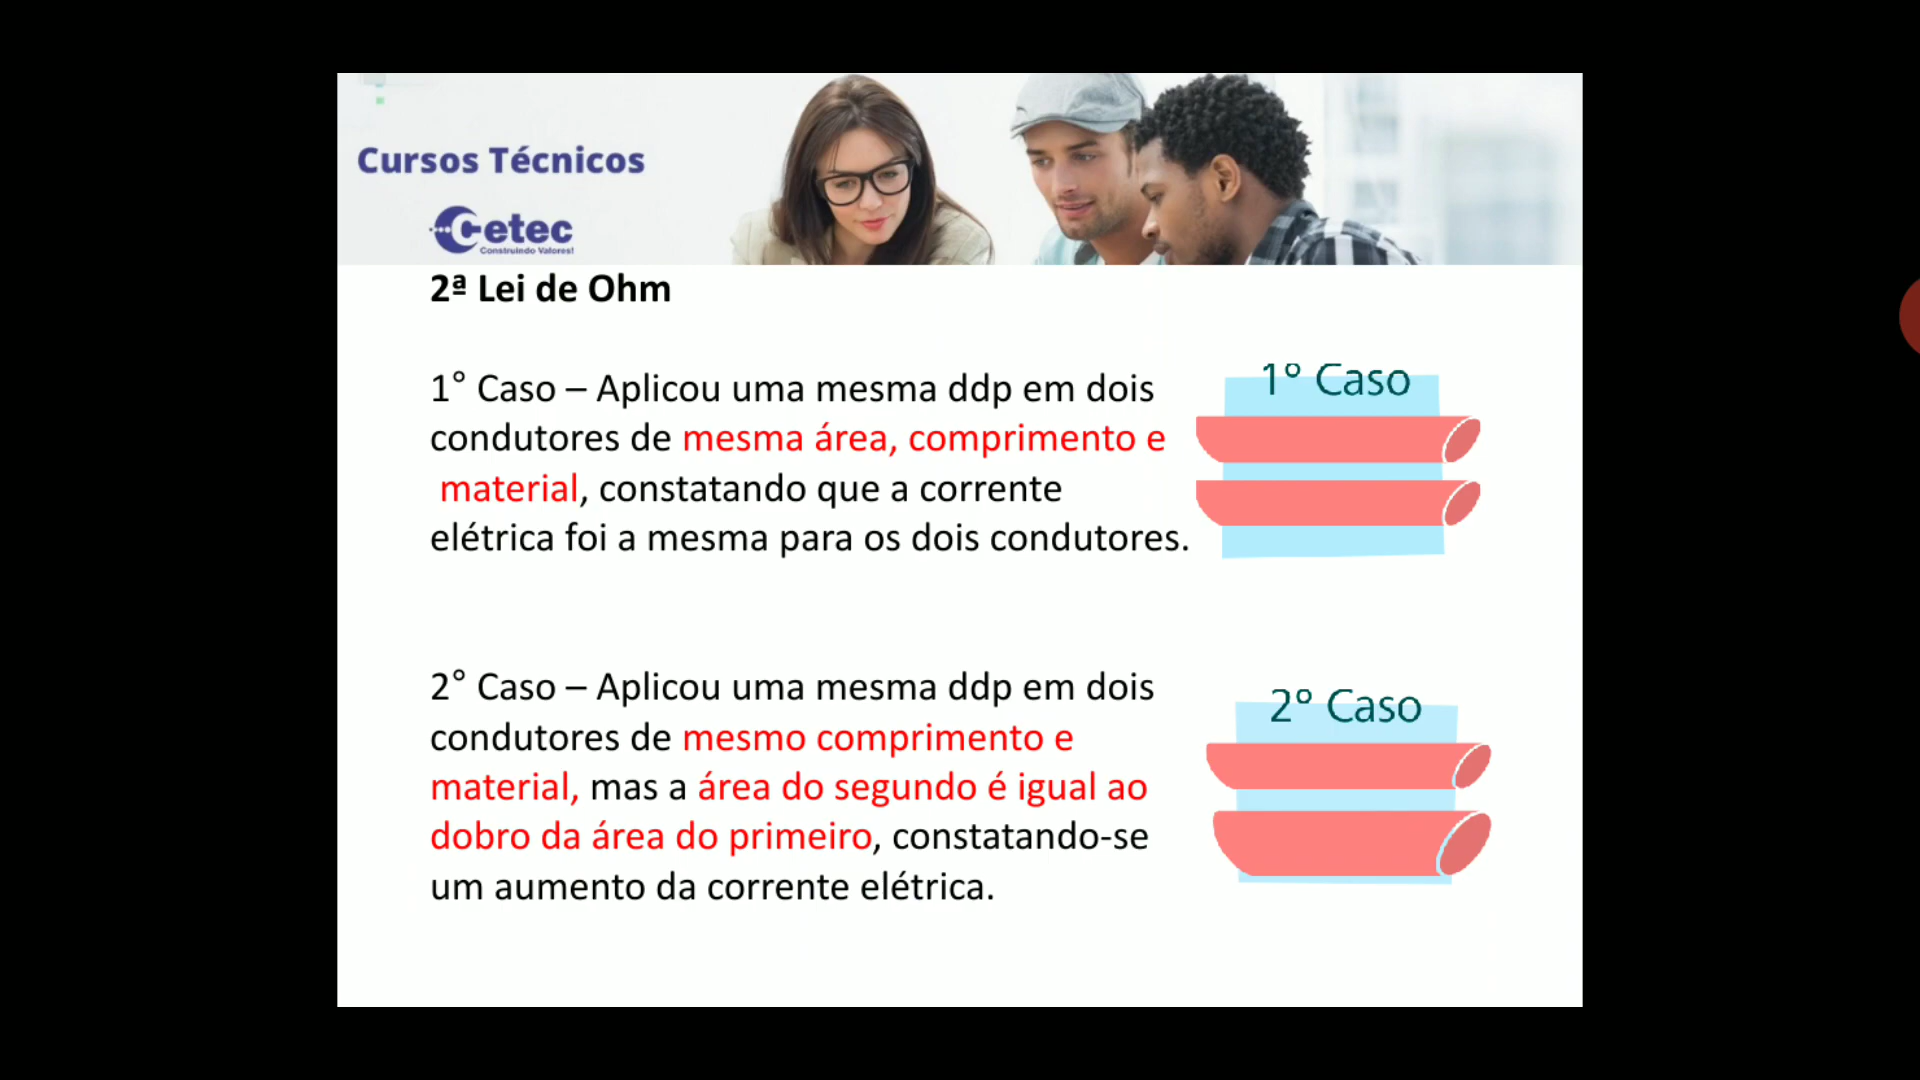 Cursos Técnicos
Cetec
Construindo Valores!
2ª Lei de Ohm
1° Caso – Aplicou uma mesma ddp em dois
condutores de mesma área, comprimento e
material, constatando que a corrente
elétrica foi a mesma para os dois condutores.
1º Caso
2° Caso – Aplicou uma mesma ddp em dois
condutores de mesmo comprimento e
material, mas a área do segundo é igual ao
dobro da área do primeiro, constatando-se
um aumento da corrente elétrica.
2º Caso